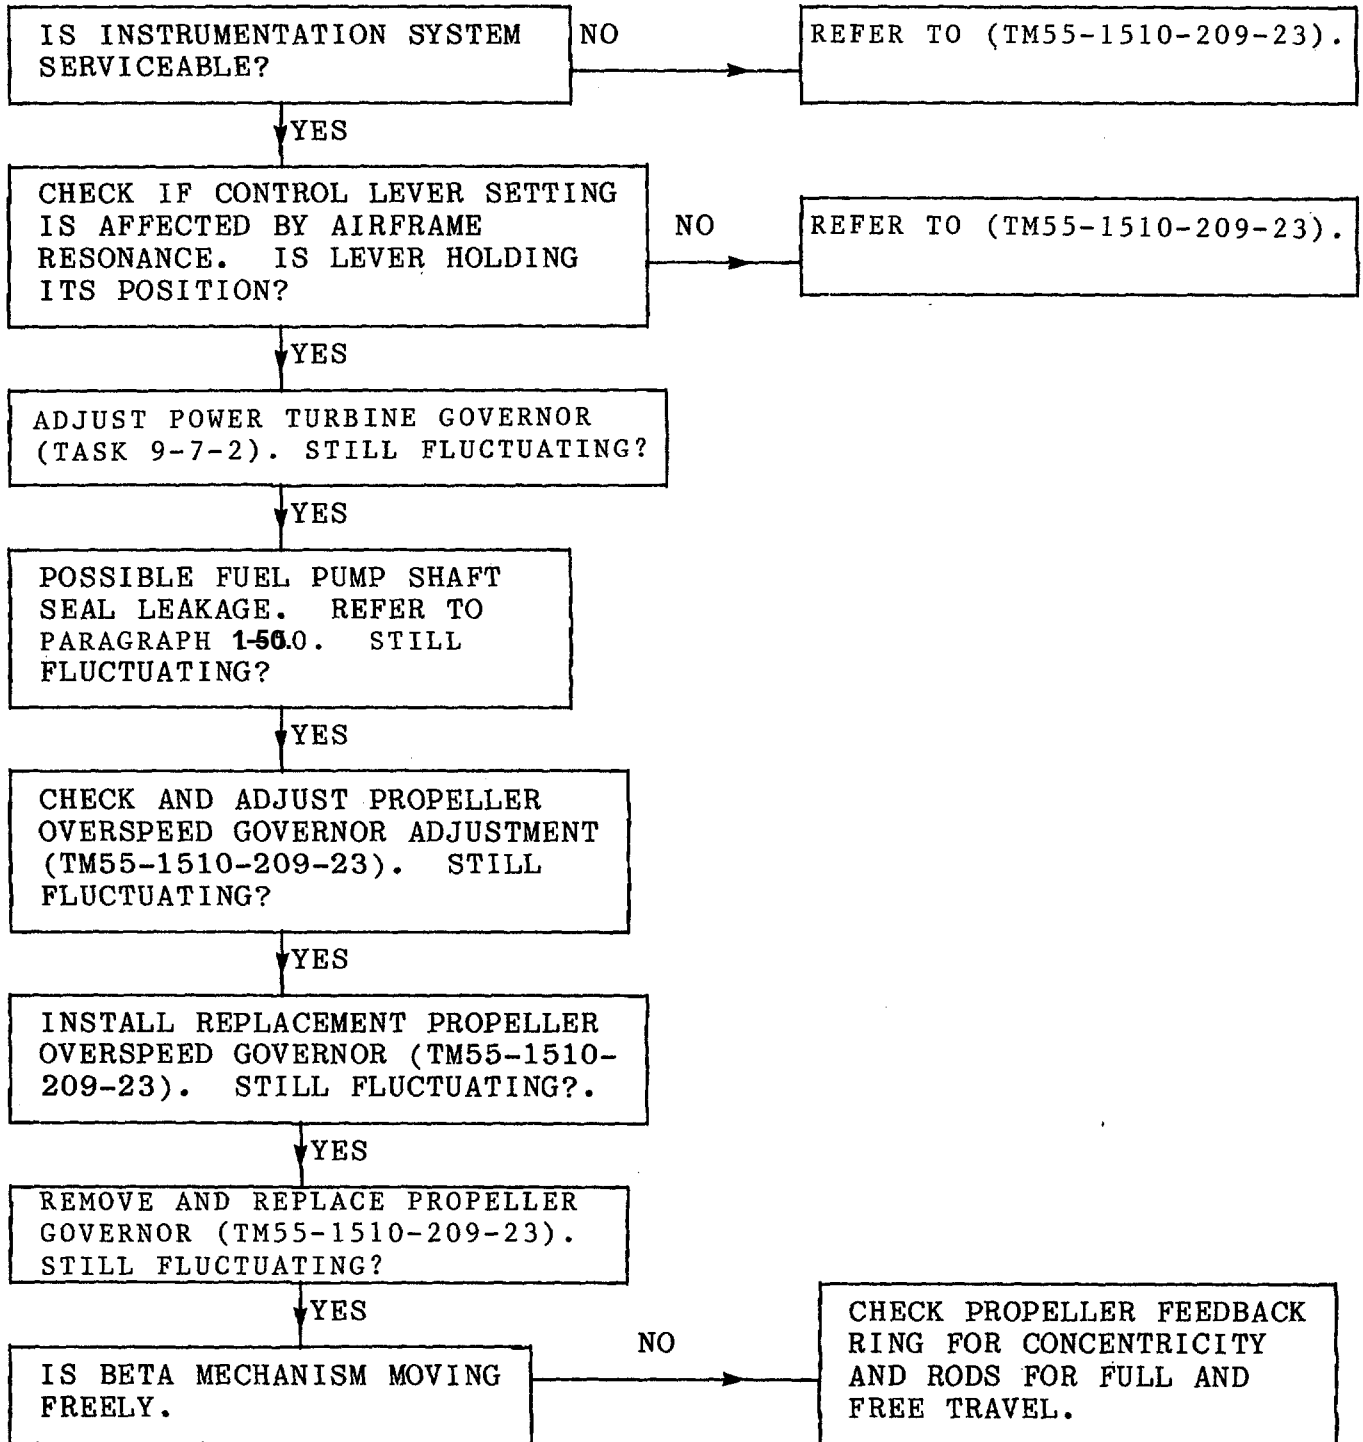 IS INSTRUMENTATION SYSTEM
SERVICEABLE?
NO
REFER TO (TM55-1510-209-23).
YES
CHECK IF CONTROL LEVER SETTING
IS AFFECTED BY AIRFRAME
RESONANCE. IS LEVER HOLDING
ITS POSITION?
NO
REFER TO (TM55-1510-209-23).
YES
ADJUST POWER TURBINE GOVERNOR
(TASK 9-7-2). STILL FLUCTUATING?
YES
POSSIBLE FUEL PUMP SHAFT
SEAL LEAKAGE. REFER TO
PARAGRAPH STILL
FLUCTUATING?
YES
CHECK AND ADJUST PROPELLER
OVERSPEED GOVERNOR ADJUSTMENT
(TM55-1510-209-23). STILL
FLUCTUATING?
YES
INSTALL REPLACEMENT PROPELLER
OVERSPEED GOVERNOR (TM55-1510-
209-23). STILL FLUCTUATING?.
YES
REMOVE AND REPLACE PROPELLER
GOVERNOR (TM55-1510-209-23).
STILL FLUCTUATING?
YES
IS BETA MECHANISM MOVING
FREELY.
NO
CHECK PROPELLER FEEDBACK
RING FOR CONCENTRICITY
AND RODS FOR FULL AND
FREE TRAVEL.